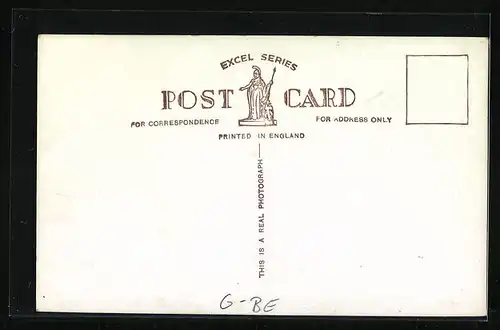 EXCEL SERIES
POST CARD
FOR CORRESPONDENCE FOR ADDRESS ONLY
PRINTED IN ENGLAND
THIS IS A REAL PHOTOGRAPH
G-BE